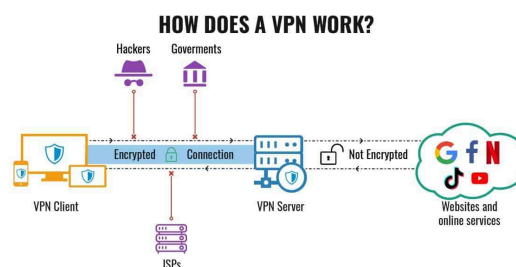 HOW DOES A VPN WORK?
Hackers
Goverments
Encrypted
Connection
Not Encrypted
G f N
VPN Client
VPN Server
Websites and
online services
ISPs